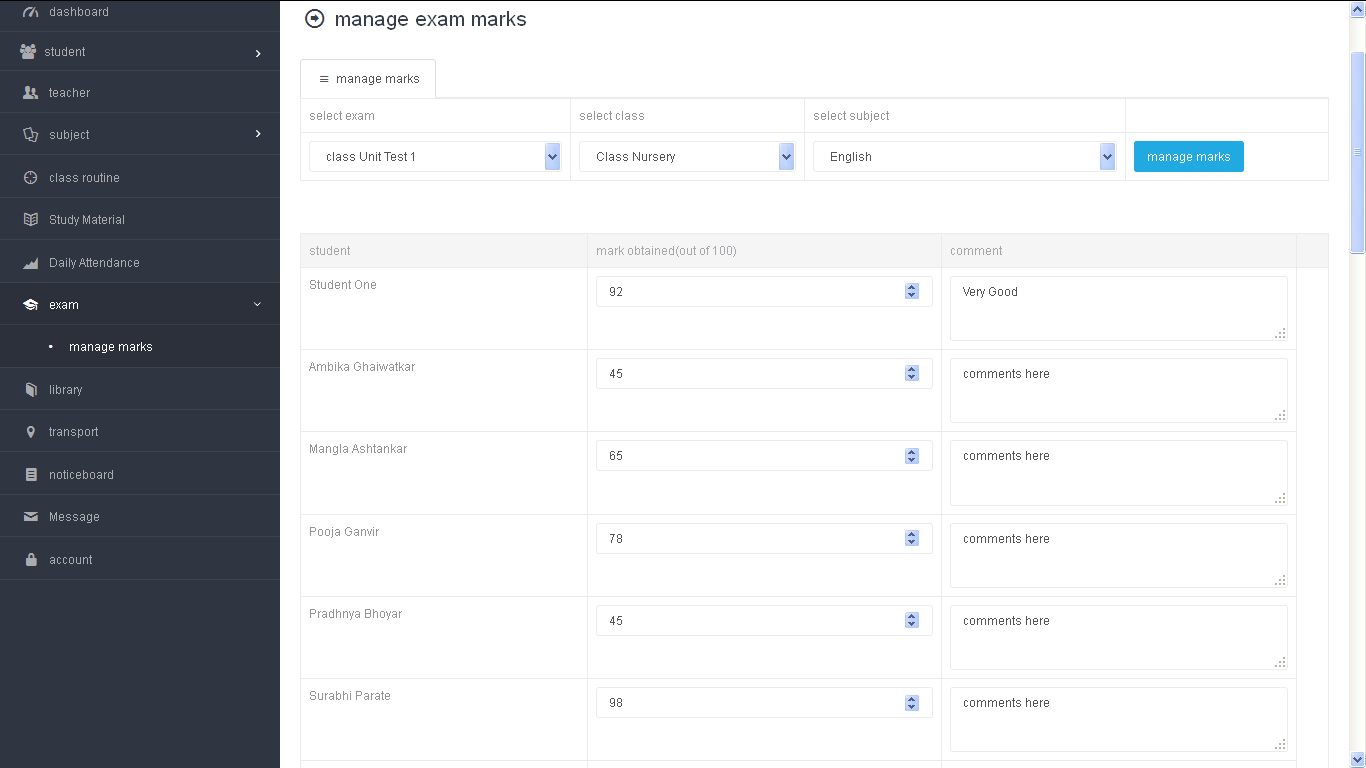 dashboard
student
teacher
subject
class routine
Study Material
Daily Attendance
exam
manage marks
library
transport
noticeboard
Message
account
manage exam marks
manage marks
select exam select class select subject
class Unit Test 1 Class Nursery English manage marks
student mark obtained(out of 100) comment
Student One 92 Very Good
Ambika Ghaiwatkar 45 comments here
Mangla Ashtankar 65 comments here
Pooja Ganvir 78 comments here
Pradhnya Bhoyar 45 comments here
Surabhi Parate 98 comments here